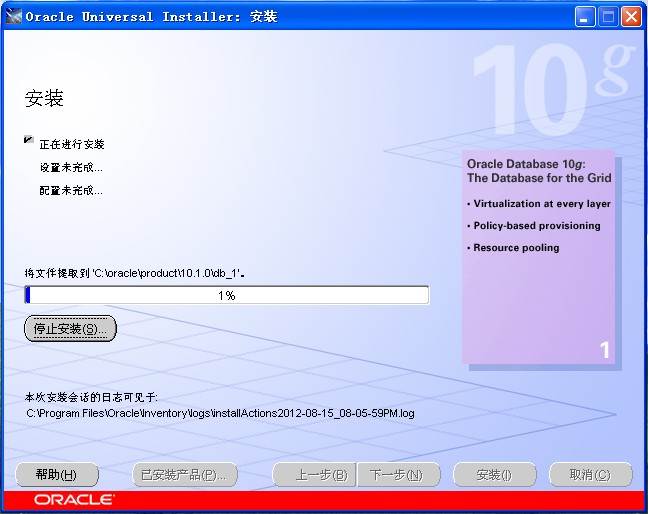 Oracle Universal Installer: 安装
10g
安装
正在进行安装
设置未完成...
配置未完成...
Oracle Database 10g:
The Database for the Grid
• Virtualization at every layer
• Policy-based provisioning
• Resource pooling
1
将文件提取到 'C:\oracle\product\10.1.0\db_1'。
1%
停止安装(S)...
本次安装会话的日志可见于:
C:\Program Files\Oracle\Inventory\logs\installActions2012-08-15_08-05-59PM.log
帮助(H) 已安装产品(P)... 上一步(B) 下一步(N) 安装(I) 取消(C)
ORACLE